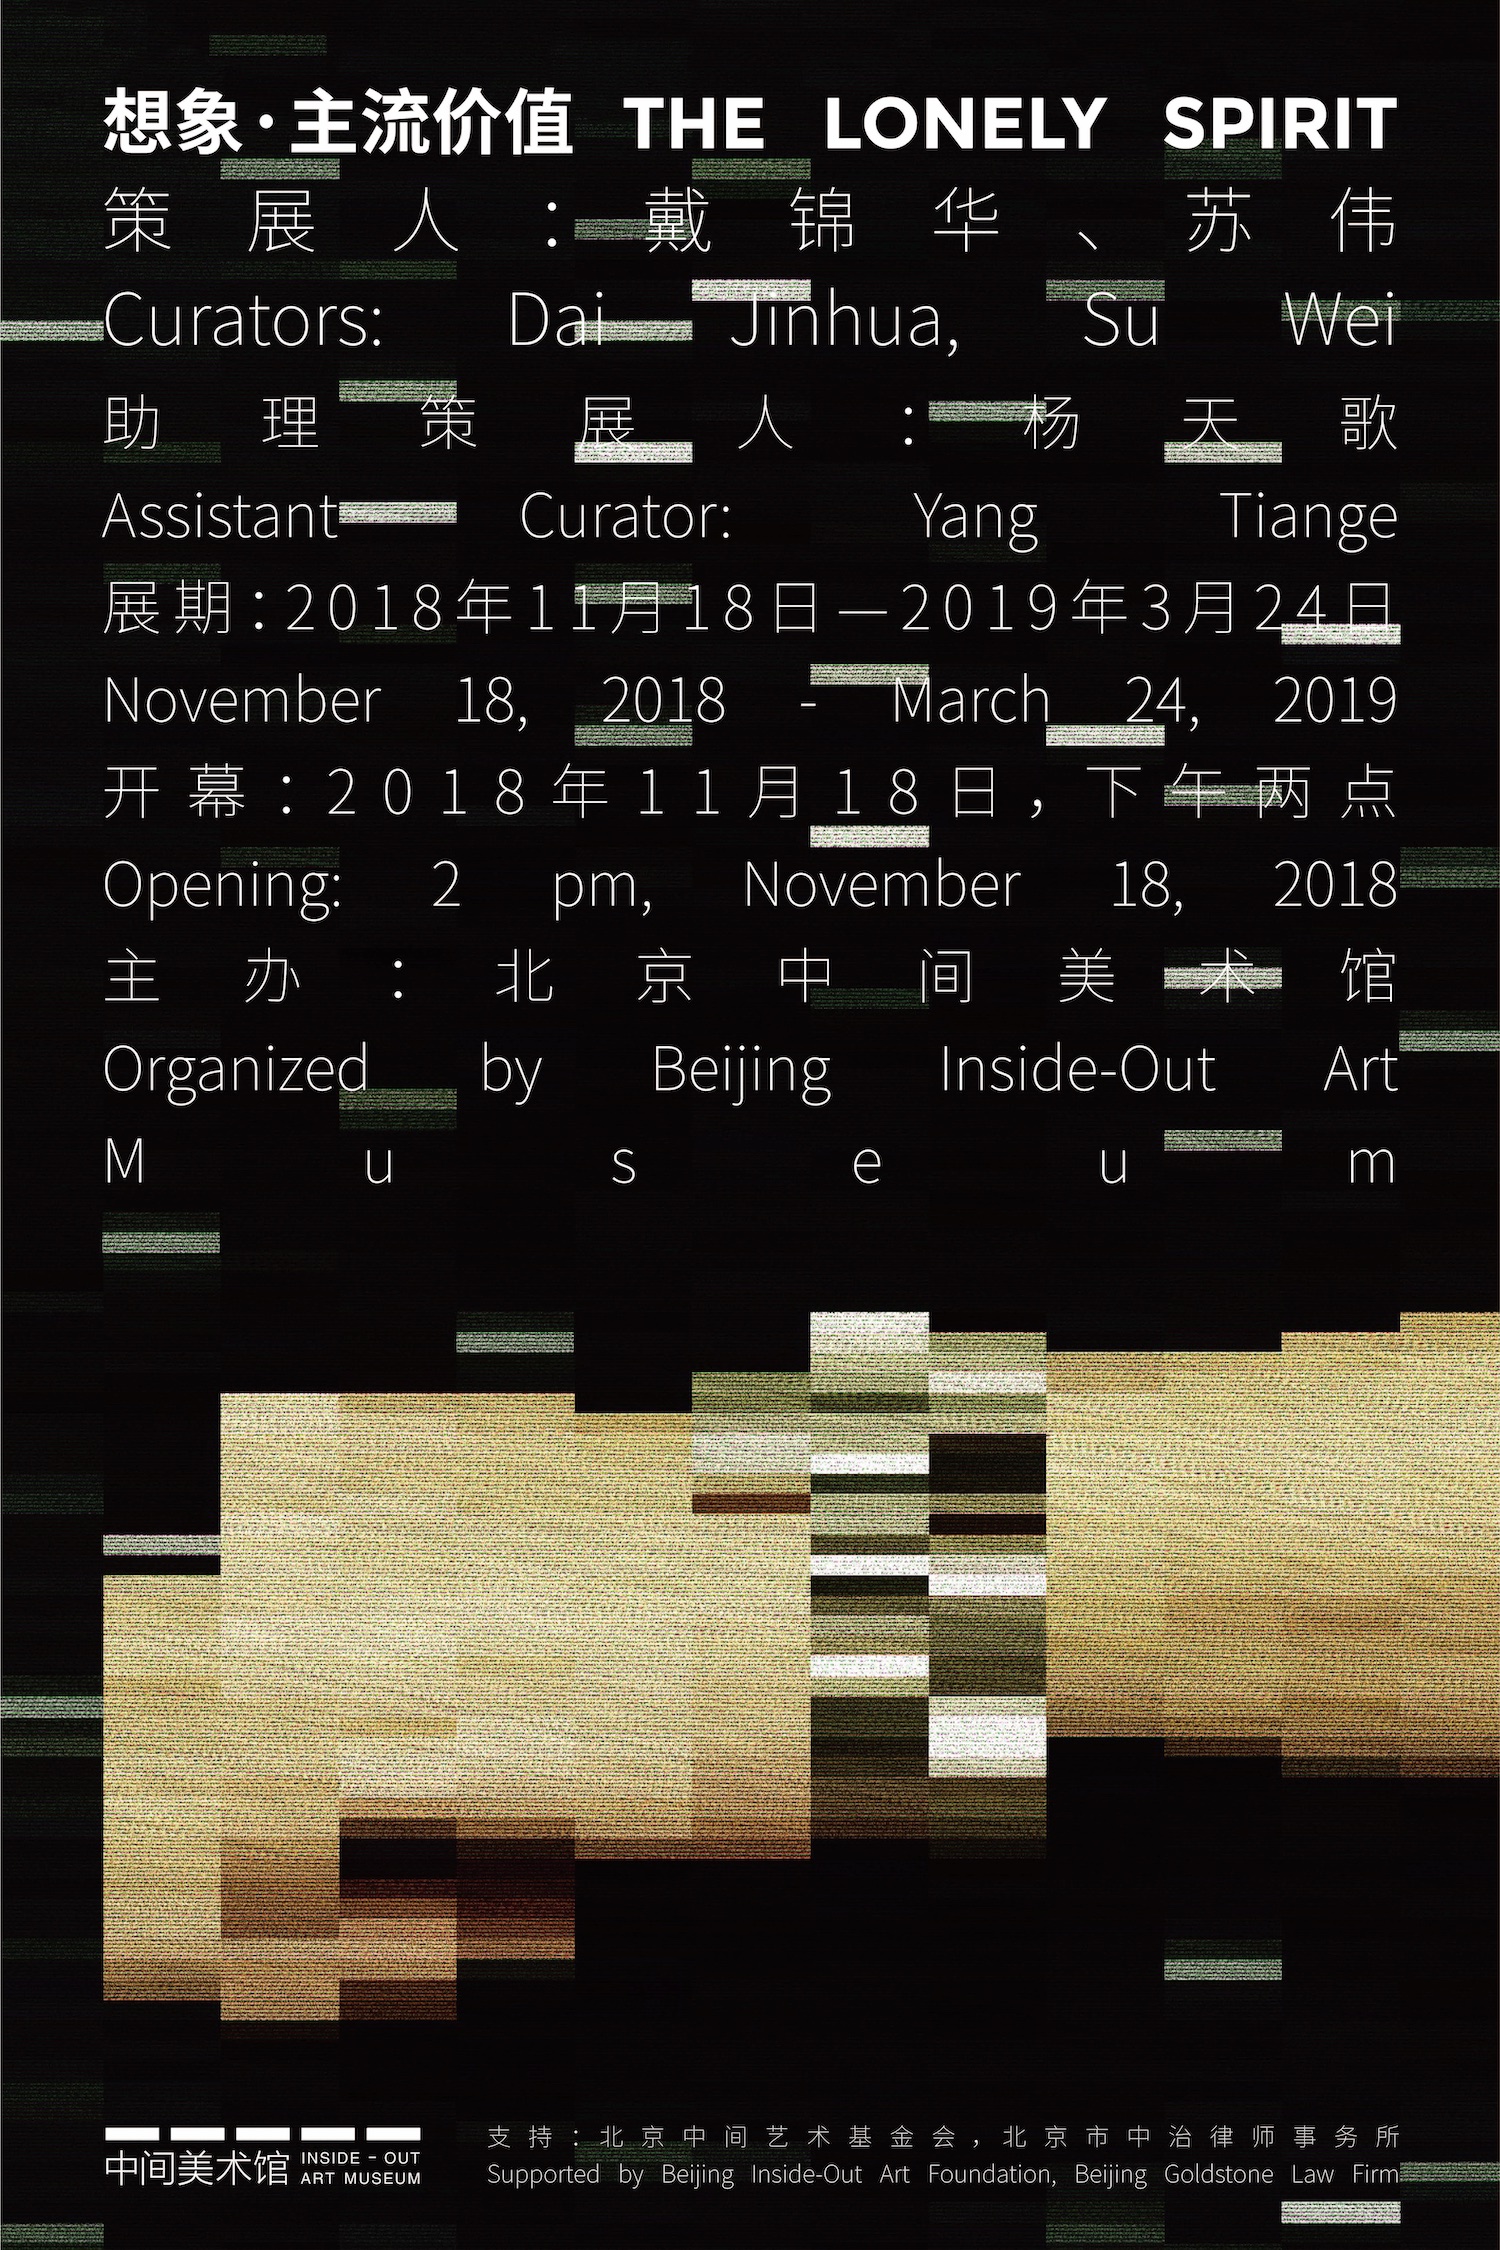 想象·主流价值 THE LONELY SPIRIT
策展人：戴锦华、苏伟
Curators: Dai Jinhua, Su Wei
助理策展人：杨天歌
Assistant Curator: Yang Tiange
展期：2018年11月18日—2019年3月24日
November 18, 2018 - March 24, 2019
开幕：2018年11月18日，下午两点
Opening: 2 pm, November 18, 2018
主办：北京中间美术馆
Organized by Beijing Inside-Out Art
Museum
中间美术馆 INSIDE - OUT
ART MUSEUM
支持：北京中间艺术基金会，北京市中治律师事务所
Supported by Beijing Inside-Out Art Foundation, Beijing Goldstone Law Firm